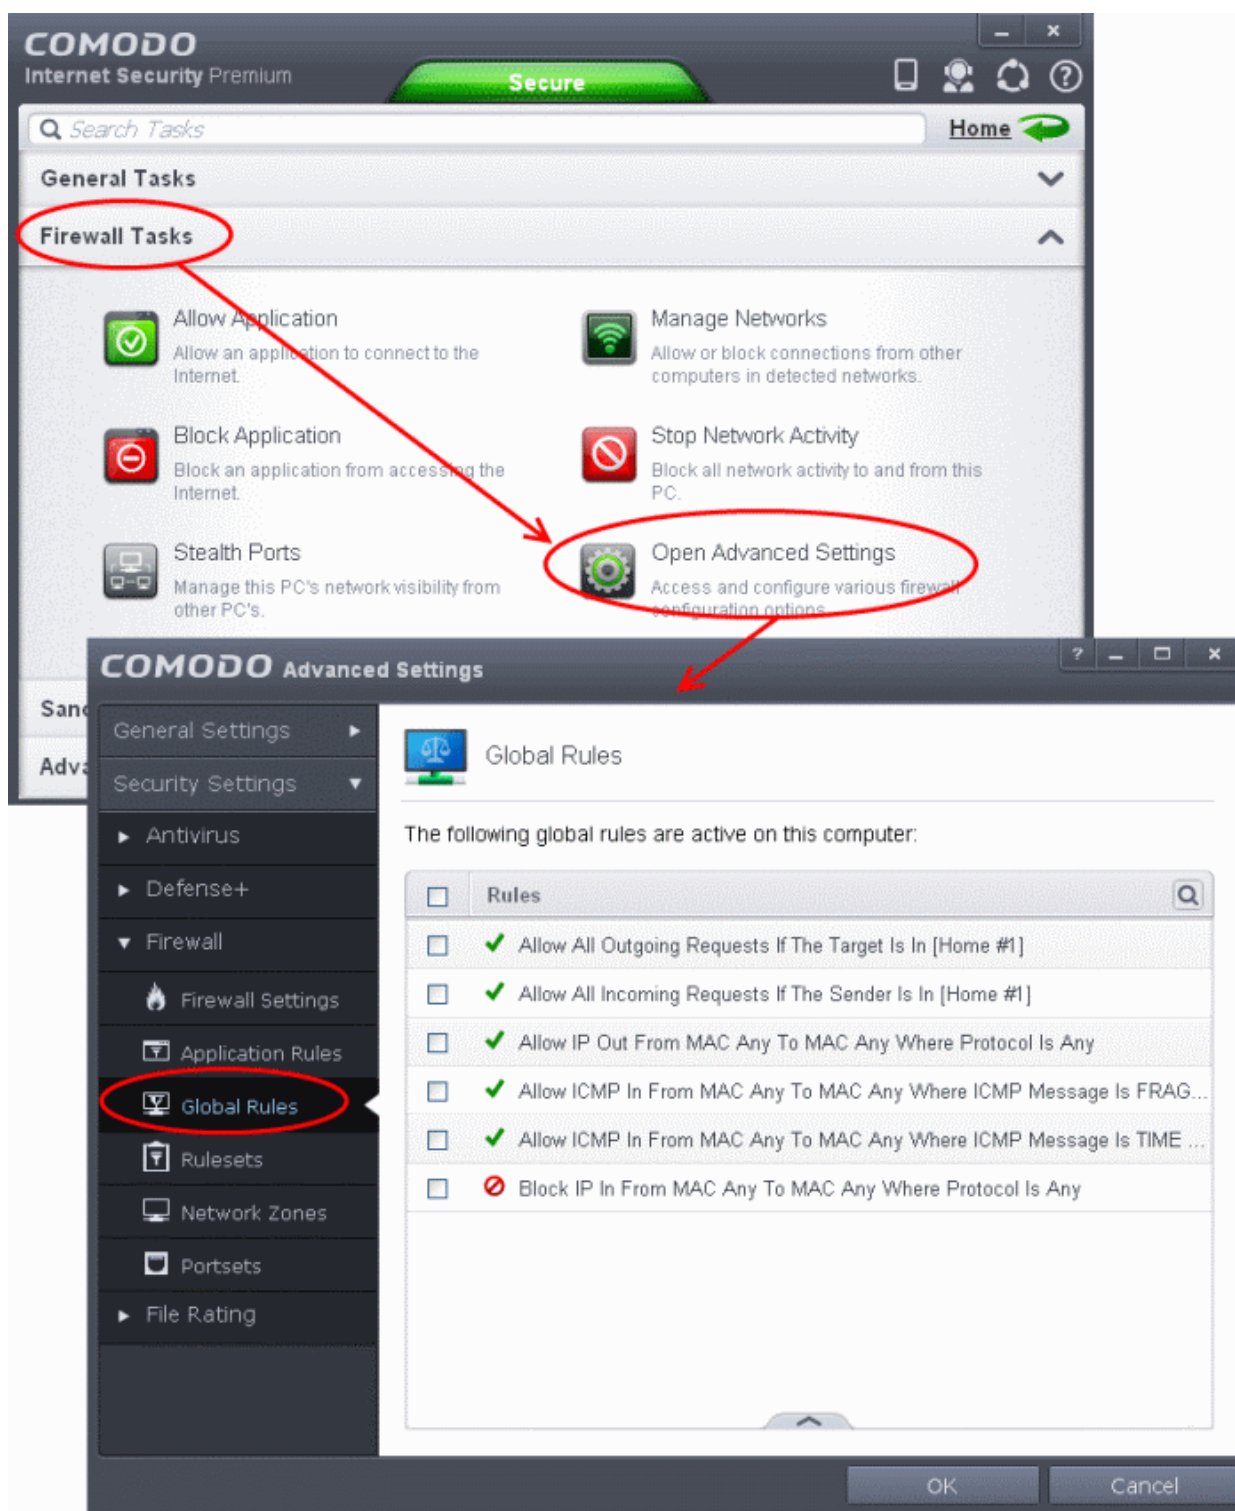 COMODO
Internet Security Premium
Secure
Search Tasks
Home
General Tasks
Firewall Tasks
Allow Application
Allow an application to connect to the
Internet.
Manage Networks
Allow or block connections from other
computers in detected networks.
Block Application
Block an application from accessing the
Internet.
Stop Network Activity
Block all network activity to and from this
PC.
Stealth Ports
Manage this PC's network visibility from
other PC's.
Open Advanced Settings
Access and configure various firewall
configuration options.
COMODO Advanced Settings
General Settings
Security Settings
Antivirus
Defense+
Firewall
Firewall Settings
Application Rules
Global Rules
Rulesets
Network Zones
Portsets
File Rating
Global Rules
The following global rules are active on this computer:
Rules
Allow All Outgoing Requests If The Target Is In [Home #1]
Allow All Incoming Requests If The Sender Is In [Home #1]
Allow IP Out From MAC Any To MAC Any Where Protocol Is Any
Allow ICMP In From MAC Any To MAC Any Where ICMP Message Is FRAG...
Allow ICMP In From MAC Any To MAC Any Where ICMP Message Is TIME ...
Block IP In From MAC Any To MAC Any Where Protocol Is Any
OK
Cancel